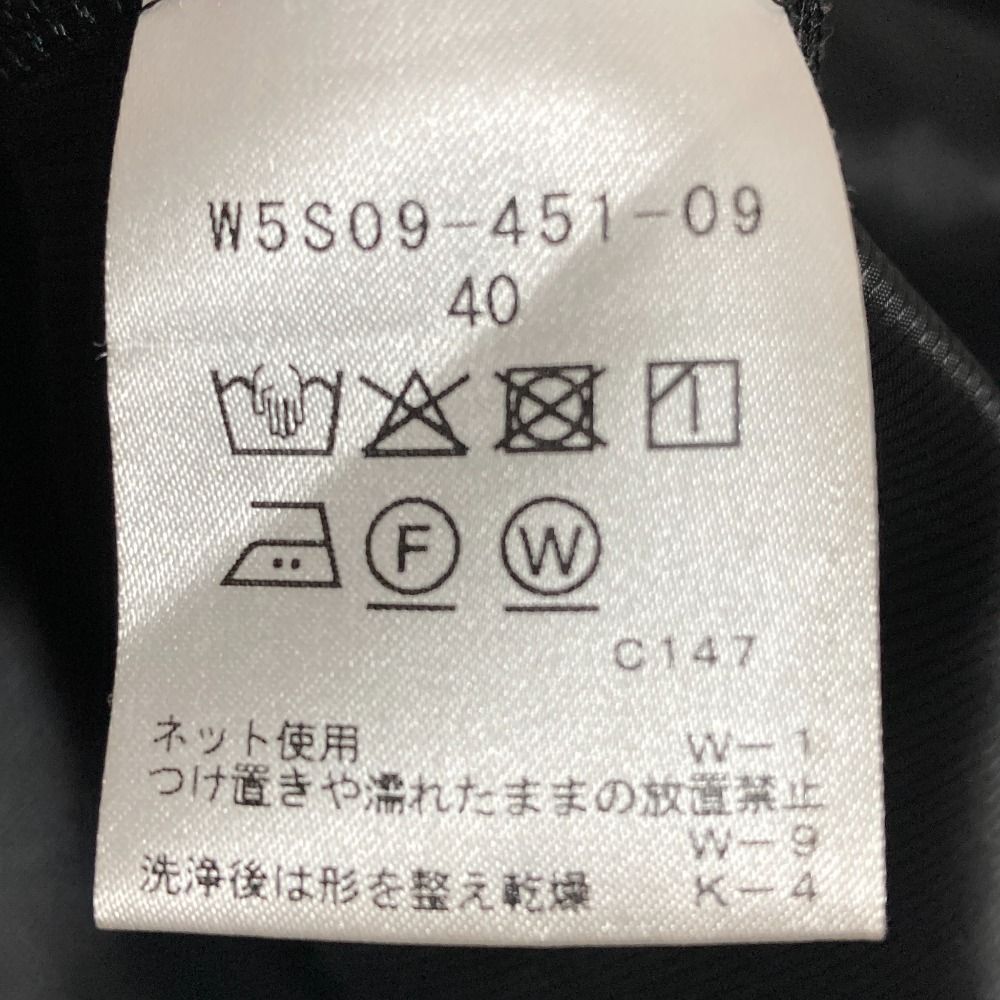 W5S09-451-09
40
F W
C147
ネット使用 W-1
つけ置きや濡れたままの放置禁止
W-9
洗浄後は形を整え乾燥 K-4